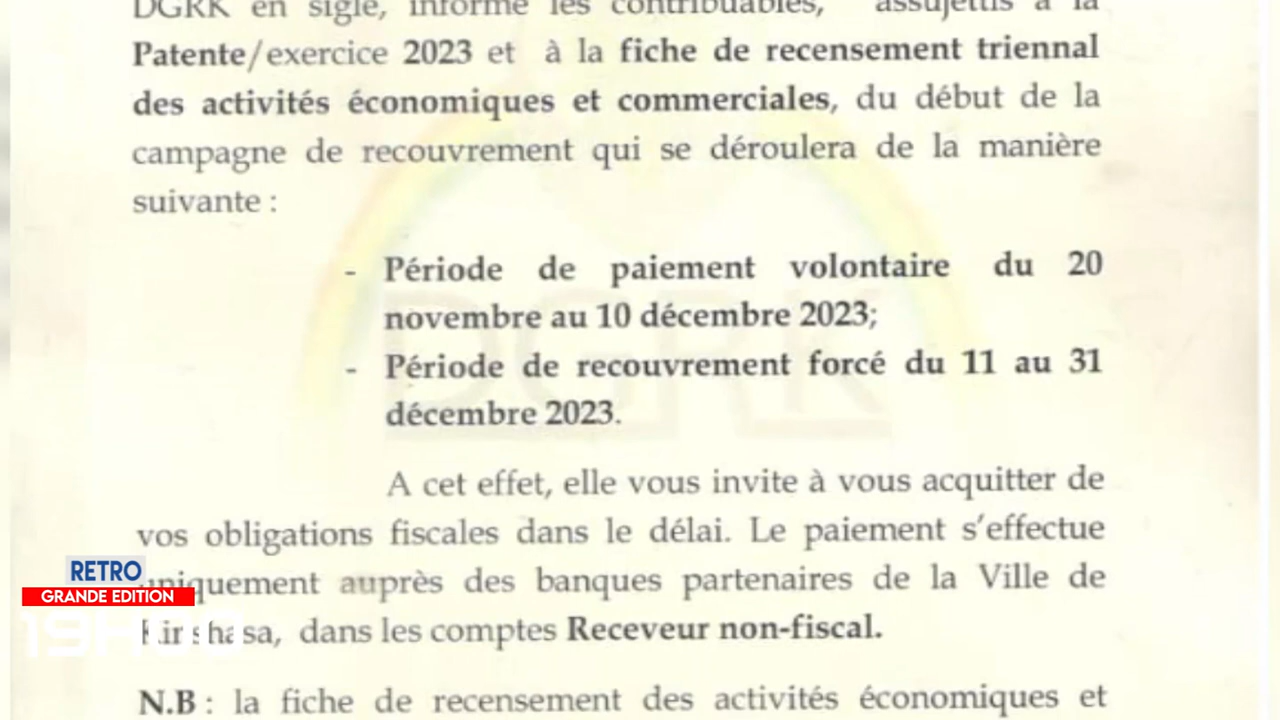 DGRK en sigle, informe les contribuables, assujettis à la
Patente/exercice 2023 et à la fiche de recensement triennal
des activités économiques et commerciales, du début de la
campagne de recouvrement qui se déroulera de la manière
suivante :
- Période de paiement volontaire du 20
novembre au 10 décembre 2023;
- Période de recouvrement forcé du 11 au 31
décembre 2023.
DGRK
A cet effet, elle vous invite à vous acquitter de
vos obligations fiscales dans le délai. Le paiement s'effectue
uniquement auprès des banques partenaires de la Ville de
Kinshasa, dans les comptes Receveur non-fiscal.
N.B : la fiche de recensement des activités économiques et
RETRO
GRANDE EDITION
19H30